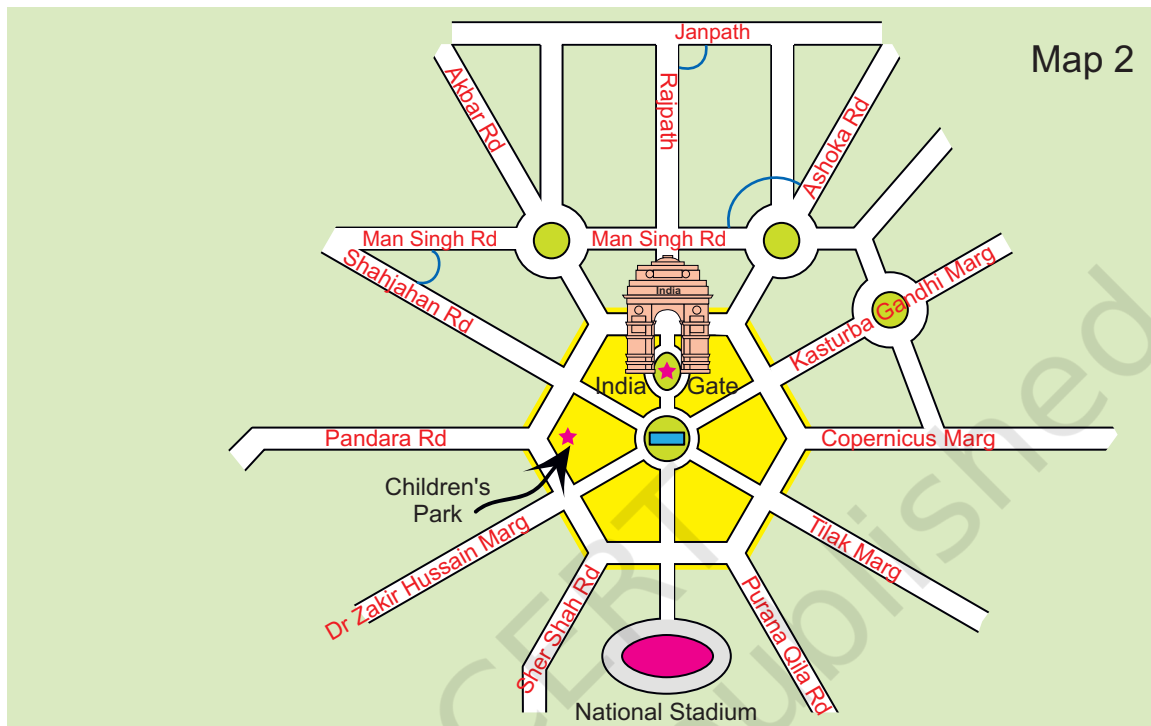 Janpath
Map 2
Akbar Rd
Rajpath
Ashoka Rd
Man Singh Rd
Man Singh Rd
Shahjahan Rd
India
Kasturba Gandhi Marg
India Gate
Pandara Rd
Copernicus Marg
Children's
Park
Dr Zakir Hussain Marg
Tilak Marg
Sher Shah Rd
Purana Qila Rd
National Stadium